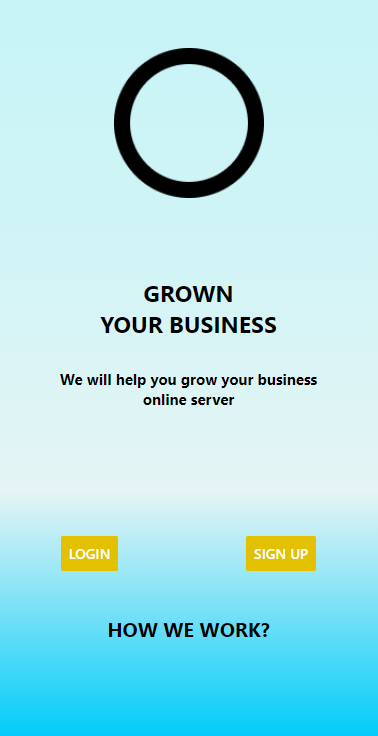 GROWN
YOUR BUSINESS
We will help you grow your business
online server
LOGIN
SIGN UP
HOW WE WORK?